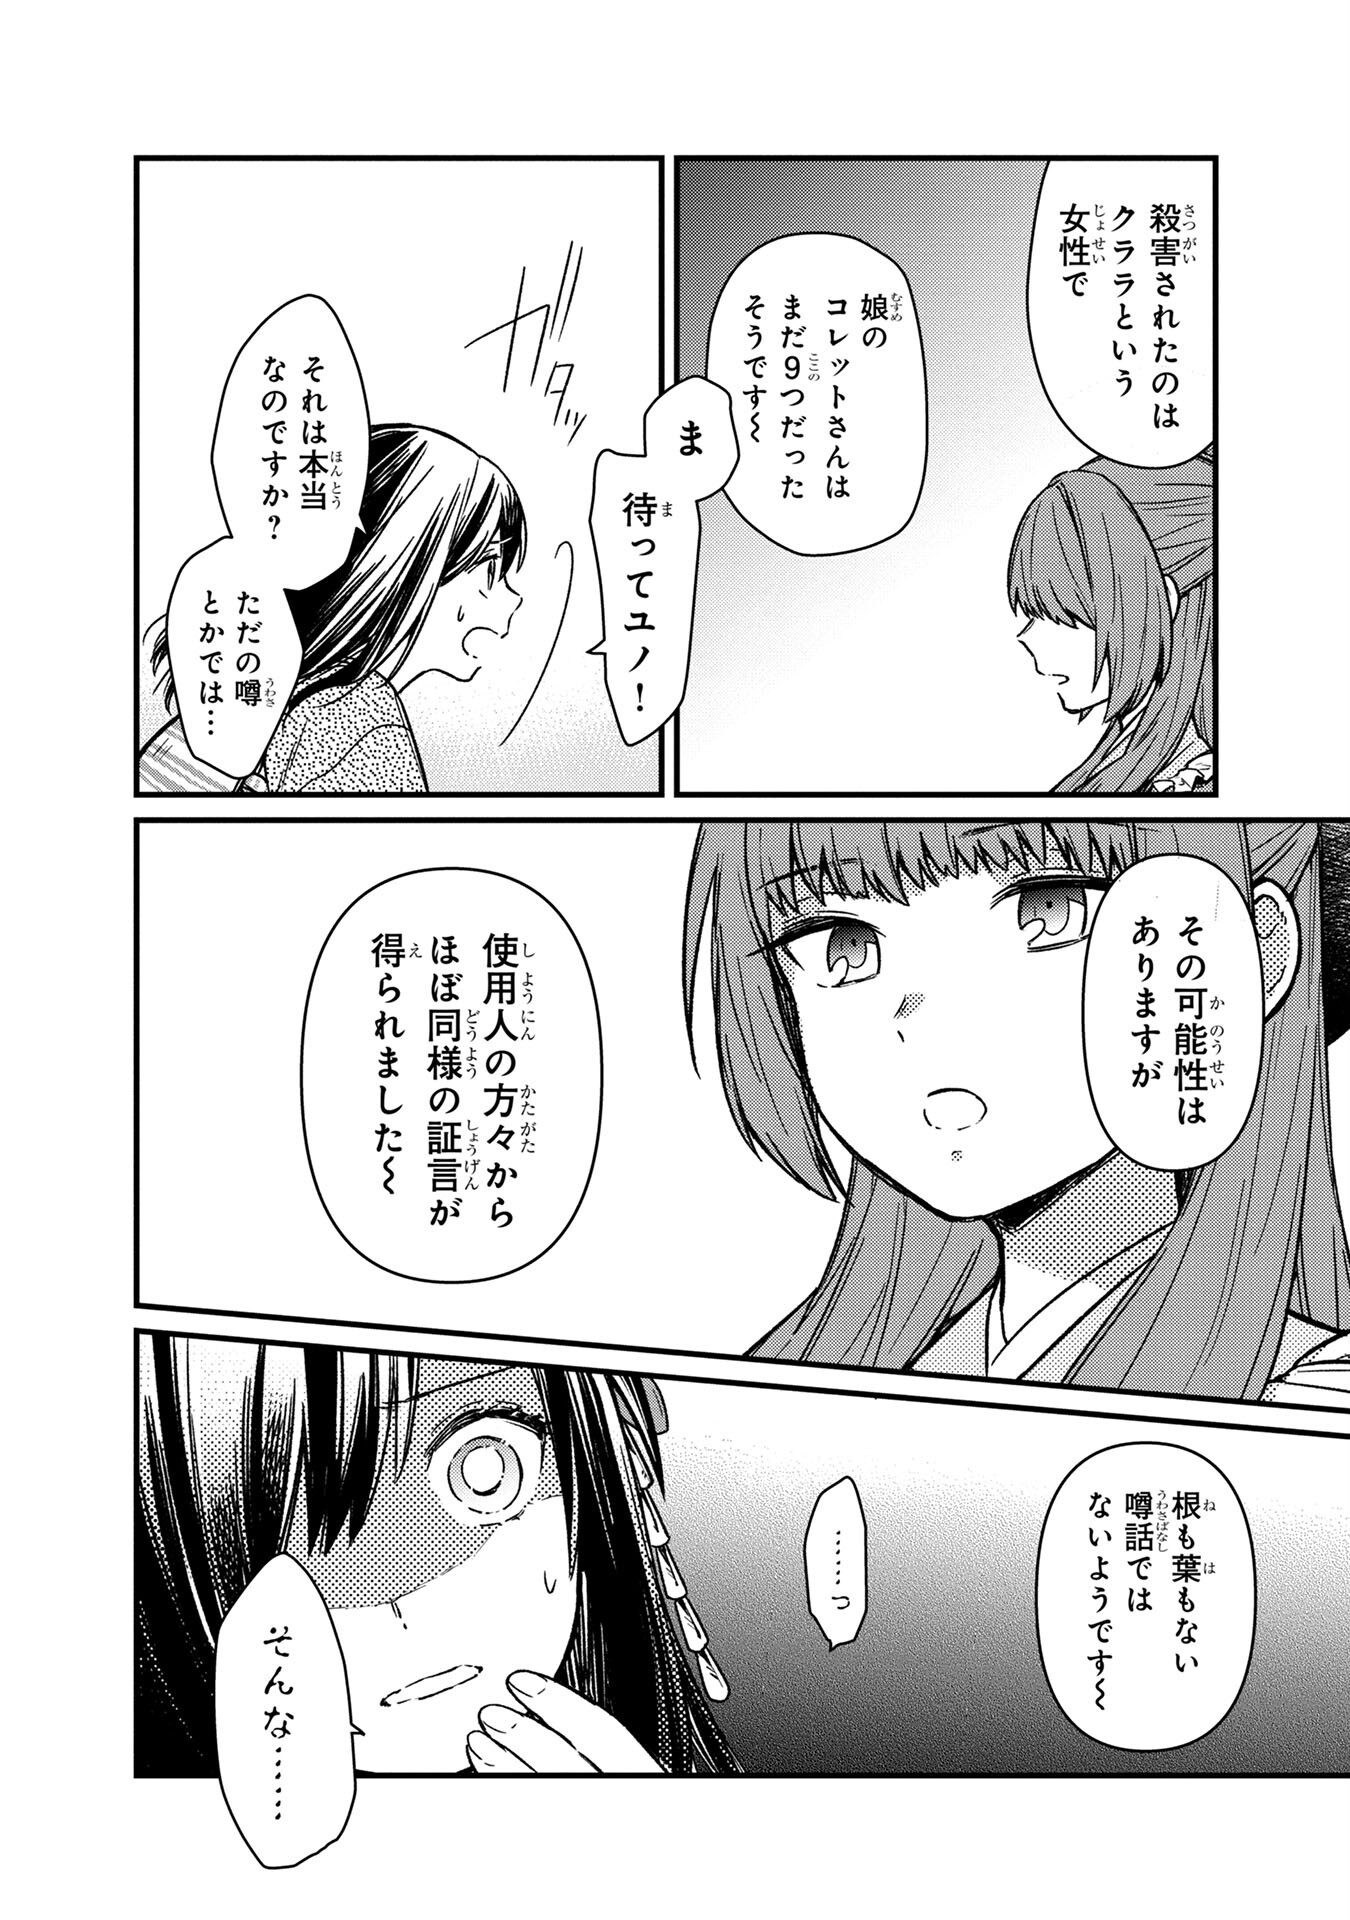 殺害されたのは
クララという
女性で
娘の
コレットさんは
まだ9つだった
そうです〜
ま
待ってユノ！
ガタッ
それは本当
なのですか？
ただの噂
とかでは…
その可能性は
ありますが
使用人の方々から
ほぼ同様の証言が
得られました〜
根も葉もない
噂話では
ないようです〜
……っ
そんな……